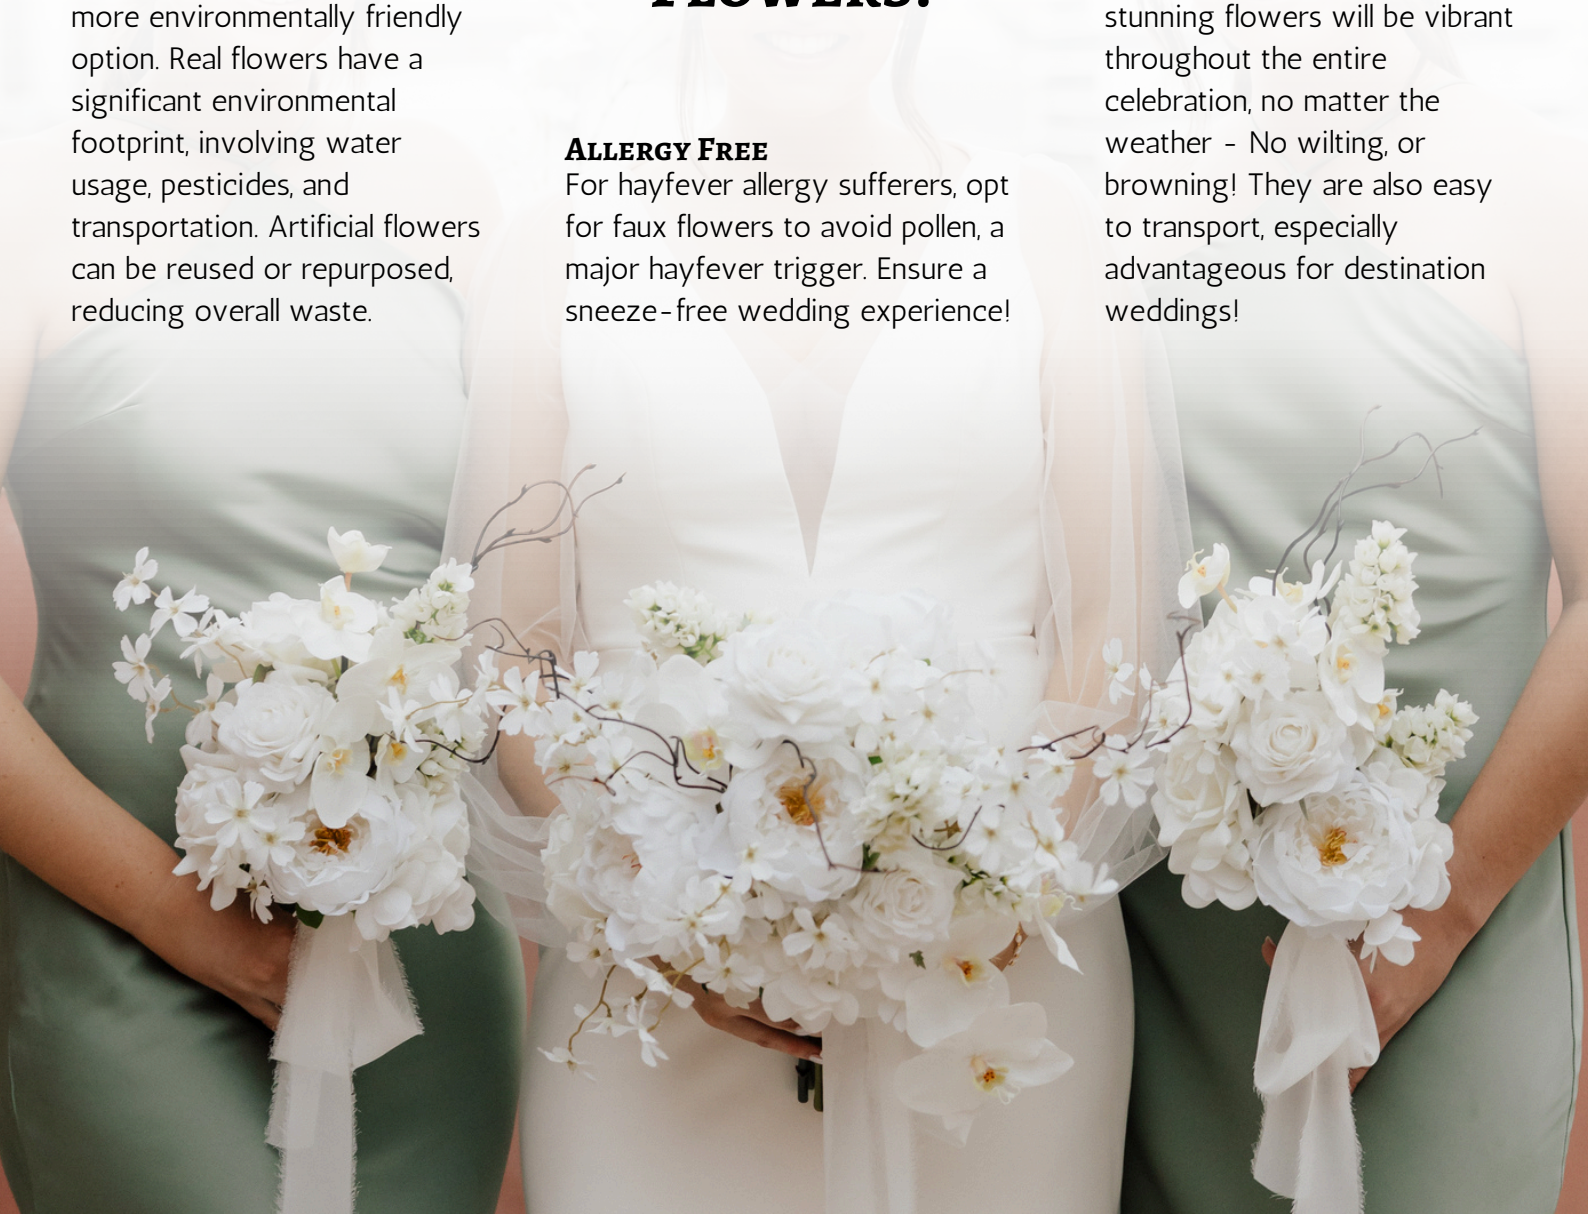 more environmentally friendly
option. Real flowers have a
significant environmental
footprint, involving water
usage, pesticides, and
transportation. Artificial flowers
can be reused or repurposed,
reducing overall waste.
FLOWERS?
ALLERGY FREE
For hayfever allergy sufferers, opt
for faux flowers to avoid pollen, a
major hayfever trigger. Ensure a
sneeze-free wedding experience!
stunning flowers will be vibrant
throughout the entire
celebration, no matter the
weather - No wilting, or
browning! They are also easy
to transport, especially
advantageous for destination
weddings!